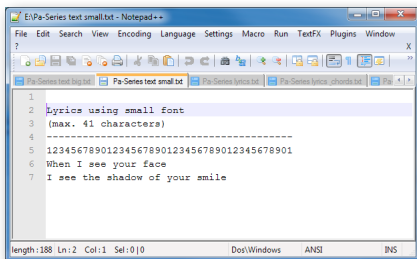 E:\Pa-Series text small.txt - Notepad++
File Edit Search View Encoding Language Settings Macro Run TextFX Plugins Window
? X
Pa-Series text big.txt Pa-Series text small.txt Pa-Series lyrics.txt Pa-Series lyrics_chords.txt Pa
1
2 Lyrics using small font
3 (max. 41 characters)
4 -----------------------------------------
5 12345678901234567890123456789012345678901
6 When I see your face
7 I see the shadow of your smile
length : 188 Ln : 2 Col : 1 Sel : 0 | 0 Dos\Windows ANSI INS